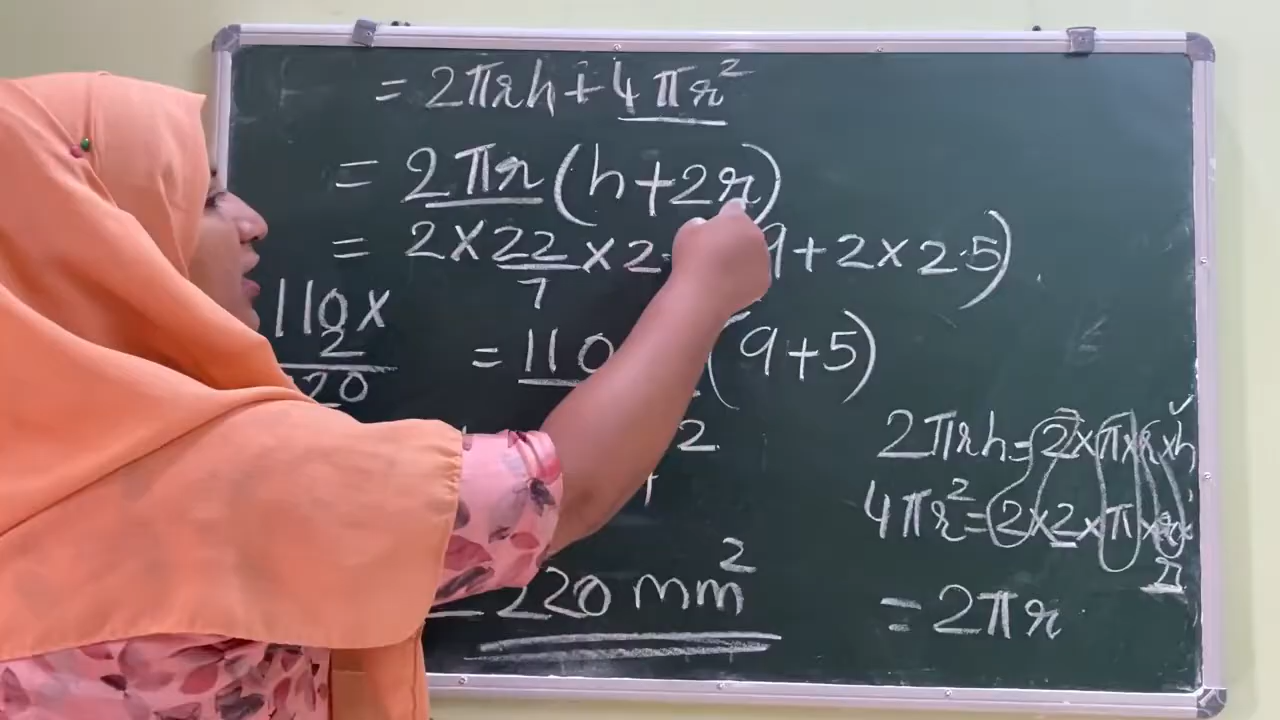 = 2πrh + 4πr²
= 2πr (h + 2r)
= 2 × 22/7 × 2 9 + 2 × 2.5)
110 ×
2
20
= 110 (9 + 5)
2
220 mm²
2πrh = 2 × π × r × h
4πr² = 2 × 2 × π × r × r
= 2πr